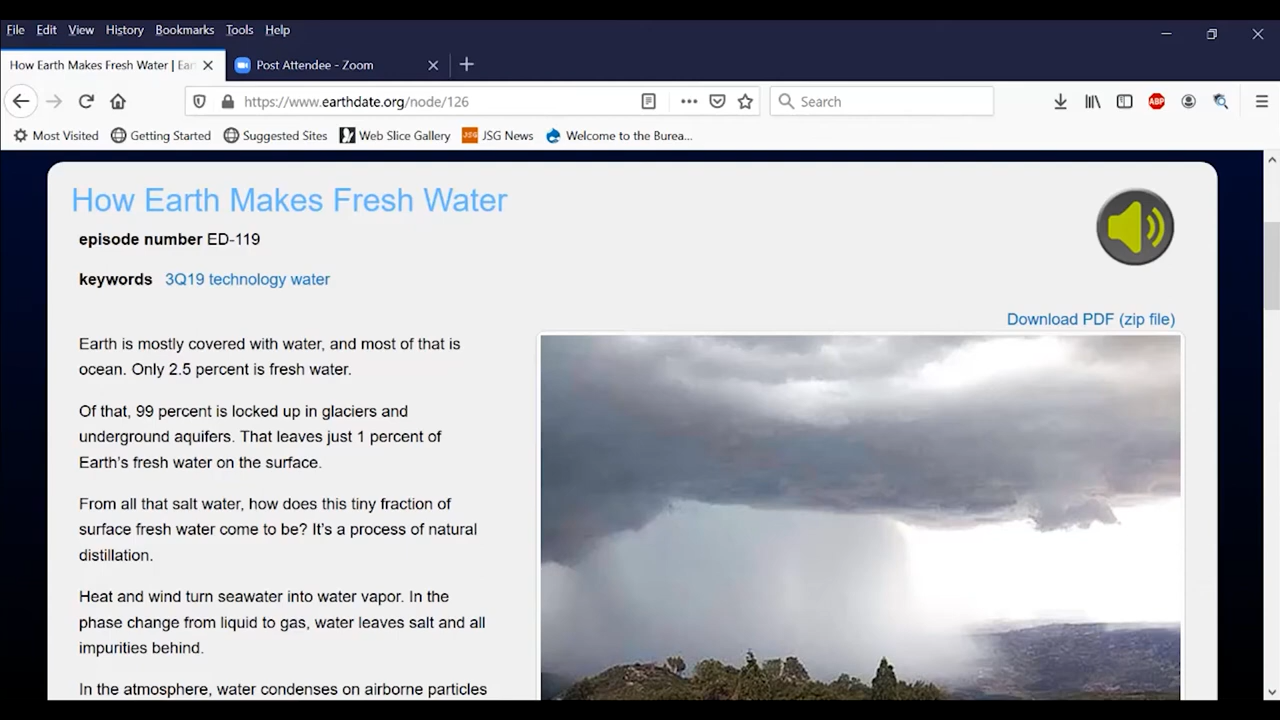 File Edit View History Bookmarks Tools Help
How Earth Makes Fresh Water | Ear
Post Attendee - Zoom
https://www.earthdate.org/node/126
Search
ABP
Most Visited Getting Started Suggested Sites Web Slice Gallery JSG JSG News Welcome to the Burea...
How Earth Makes Fresh Water
episode number ED-119
keywords 3Q19 technology water
Download PDF (zip file)
Earth is mostly covered with water, and most of that is
ocean. Only 2.5 percent is fresh water.
Of that, 99 percent is locked up in glaciers and
underground aquifers. That leaves just 1 percent of
Earth's fresh water on the surface.
From all that salt water, how does this tiny fraction of
surface fresh water come to be? It's a process of natural
distillation.
Heat and wind turn seawater into water vapor. In the
phase change from liquid to gas, water leaves salt and all
impurities behind.
In the atmosphere, water condenses on airborne particles